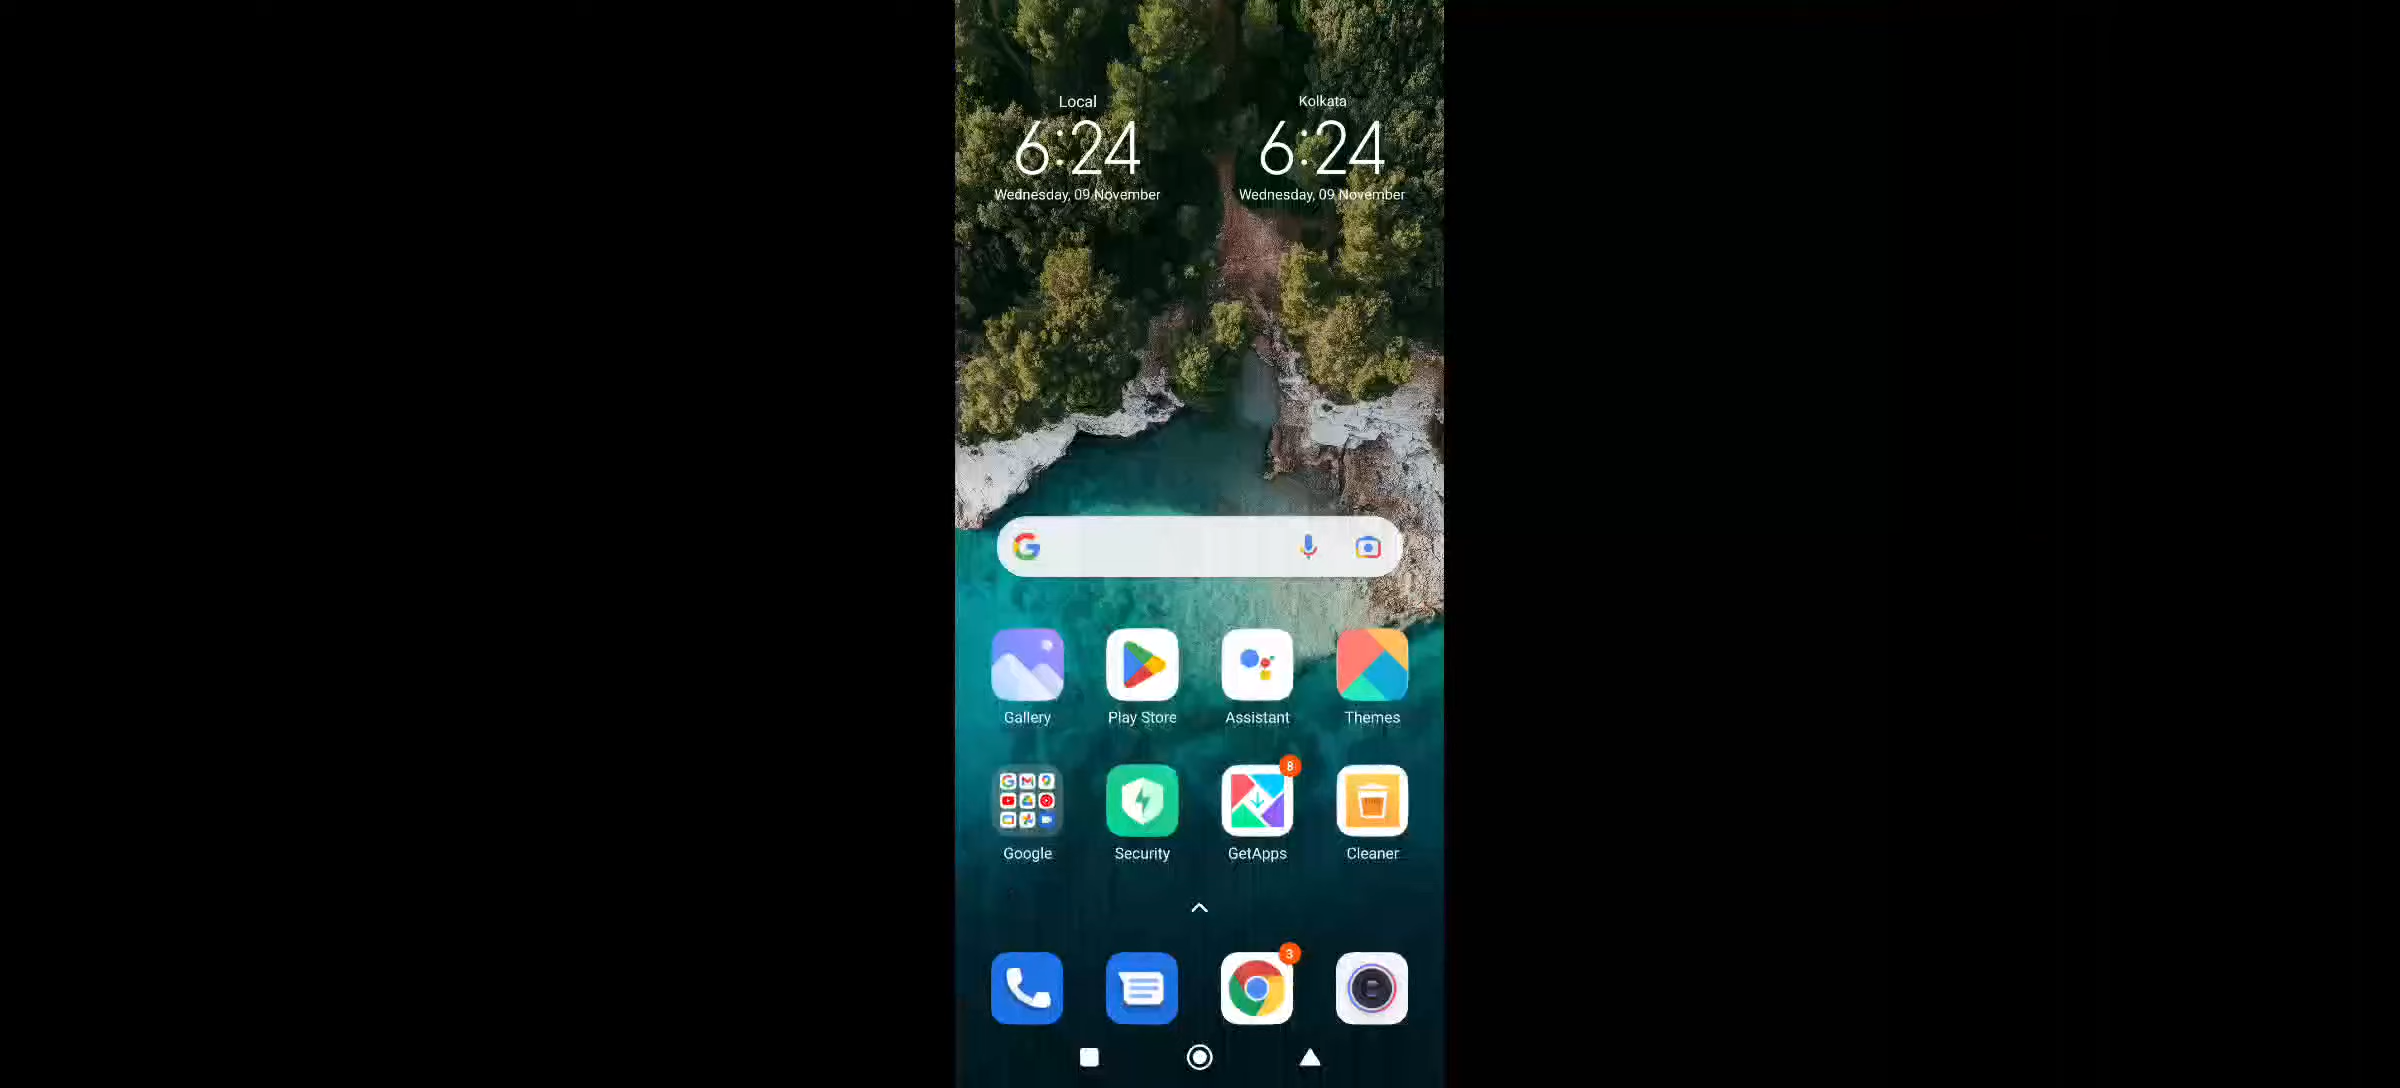 Local
Kolkata
6:24
6:24
Wednesday, 09 November
Wednesday, 09 November
Gallery
Play Store
Assistant
Themes
8
Google
Security
GetApps
Cleaner
3